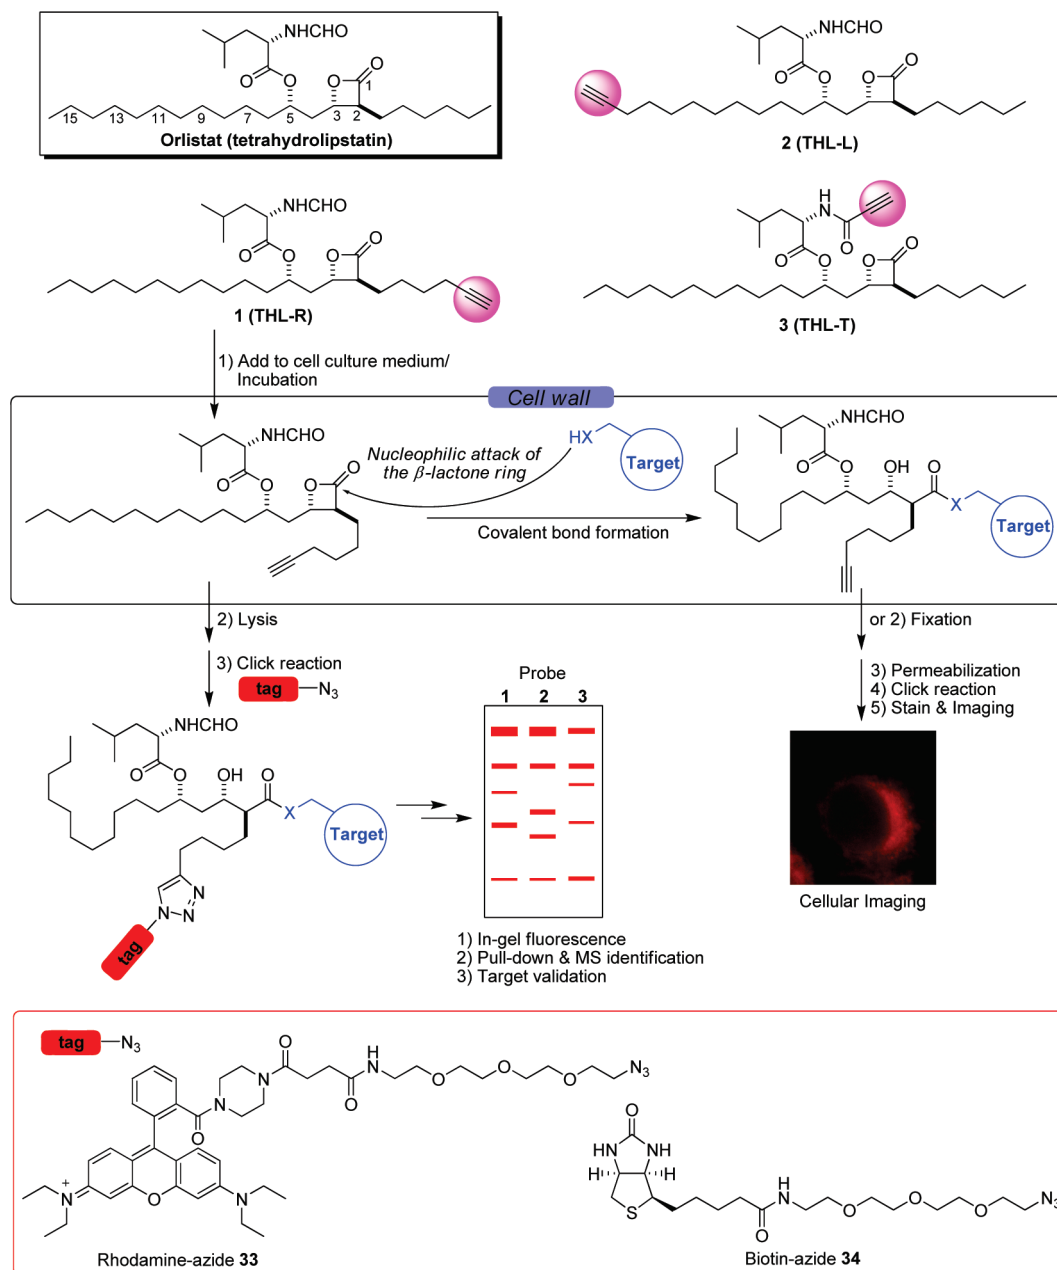 NHCHO
O
O
O
O
1
15
13
11
9
7
5
3
2
Orlistat (tetrahydrolipstatin)
NHCHO
O
O
O
O
2 (THL-L)
NHCHO
O
O
O
O
1 (THL-R)
H
N
O
O
O
O
O
3 (THL-T)
1) Add to cell culture medium/
Incubation
Cell wall
NHCHO
O
O
O
O
Nucleophilic attack of
the β-lactone ring
HX
Target
Covalent bond formation
NHCHO
O
O
OH
O
X
Target
2) Lysis
3) Click reaction
tag N3
or 2) Fixation
3) Permeabilization
4) Click reaction
5) Stain & Imaging
NHCHO
O
O
OH
O
X
Target
N
N
N
tag
Probe
1 2 3
1) In-gel fluorescence
2) Pull-down & MS identification
3) Target validation
Cellular Imaging
tag N3
O
N
N
O
O
H
N
O
O
O
N3
N
+
O
N
Rhodamine-azide 33
O
HN NH
H H
S
O
H
N
O
O
O
N3
Biotin-azide 34